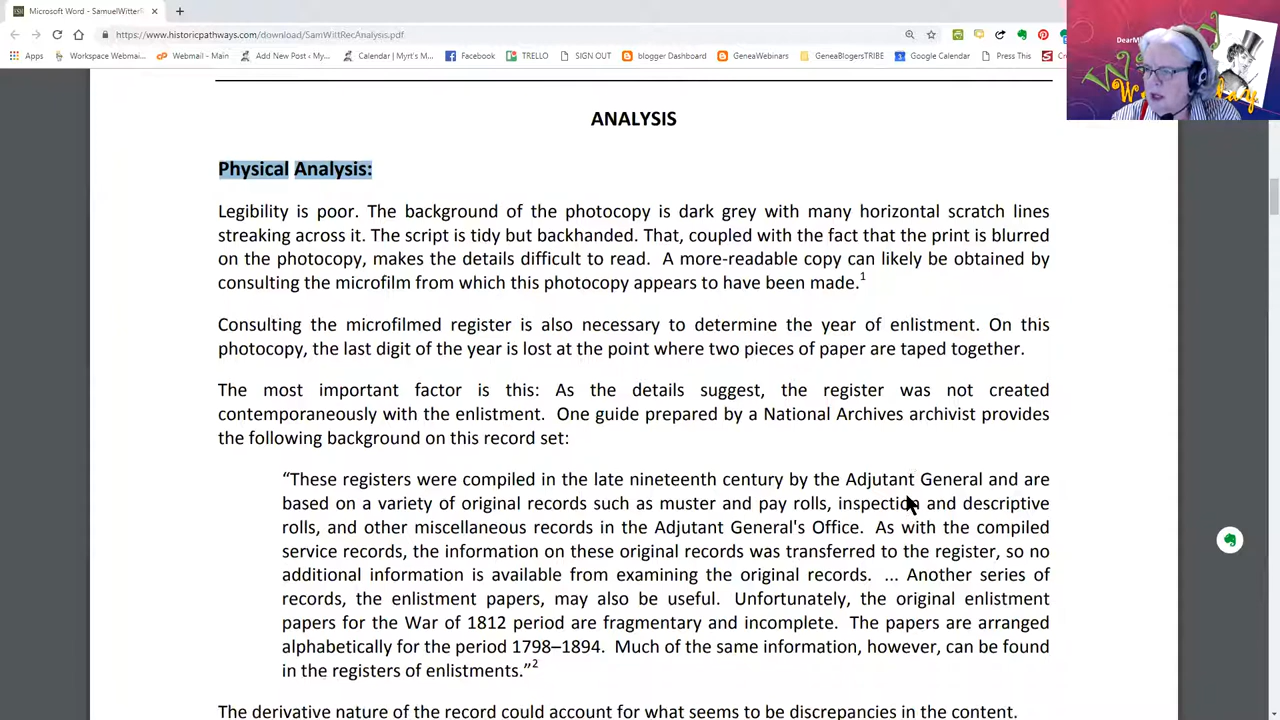 Microsoft Word - SamuelWitterR
https://www.historicpathways.com/download/SamWittRecAnalysis.pdf
Apps Workspace Webmai... Webmail - Main Add New Post ‹ My... Calendar | Myrt's M... Facebook TRELLO SIGN OUT blogger Dashboard GeneaWebinars GeneaBlogersTRIBE Google Calendar Press This
ANALYSIS
Physical Analysis:
Legibility is poor. The background of the photocopy is dark grey with many horizontal scratch lines
streaking across it. The script is tidy but backhanded. That, coupled with the fact that the print is blurred
on the photocopy, makes the details difficult to read. A more-readable copy can likely be obtained by
consulting the microfilm from which this photocopy appears to have been made.1
Consulting the microfilmed register is also necessary to determine the year of enlistment. On this
photocopy, the last digit of the year is lost at the point where two pieces of paper are taped together.
The most important factor is this: As the details suggest, the register was not created
contemporaneously with the enlistment. One guide prepared by a National Archives archivist provides
the following background on this record set:
“These registers were compiled in the late nineteenth century by the Adjutant General and are
based on a variety of original records such as muster and pay rolls, inspection and descriptive
rolls, and other miscellaneous records in the Adjutant General's Office. As with the compiled
service records, the information on these original records was transferred to the register, so no
additional information is available from examining the original records. ... Another series of
records, the enlistment papers, may also be useful. Unfortunately, the original enlistment
papers for the War of 1812 period are fragmentary and incomplete. The papers are arranged
alphabetically for the period 1798–1894. Much of the same information, however, can be found
in the registers of enlistments.”2
The derivative nature of the record could account for what seems to be discrepancies in the content.